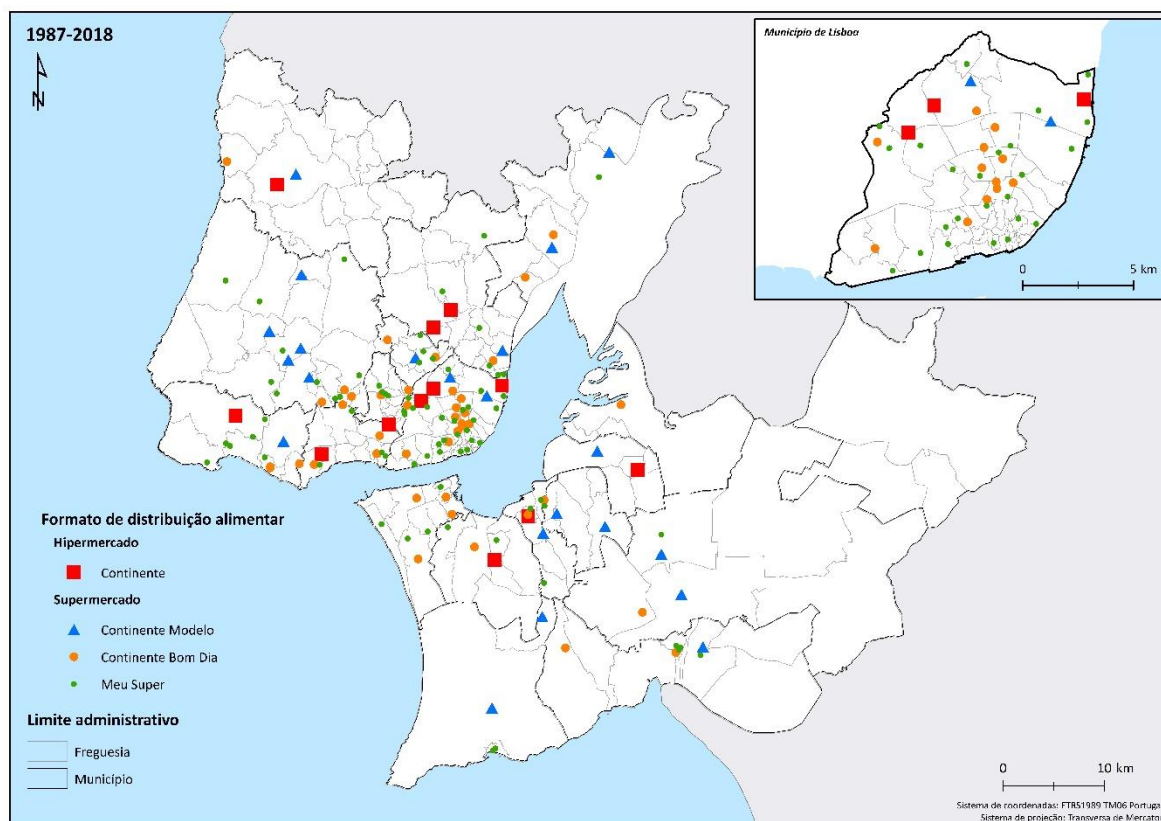 1987-2018
N
Município de Lisboa
0 5 km
Formato de distribuição alimentar
Hipermercado
Continente
Supermercado
Continente Modelo
Continente Bom Dia
Meu Super
Limite administrativo
Freguesia
Município
0 10 km
Sistema de coordenadas: ETRS1989 TM06 Portugal
Sistema de projeção: Transversa de Mercator